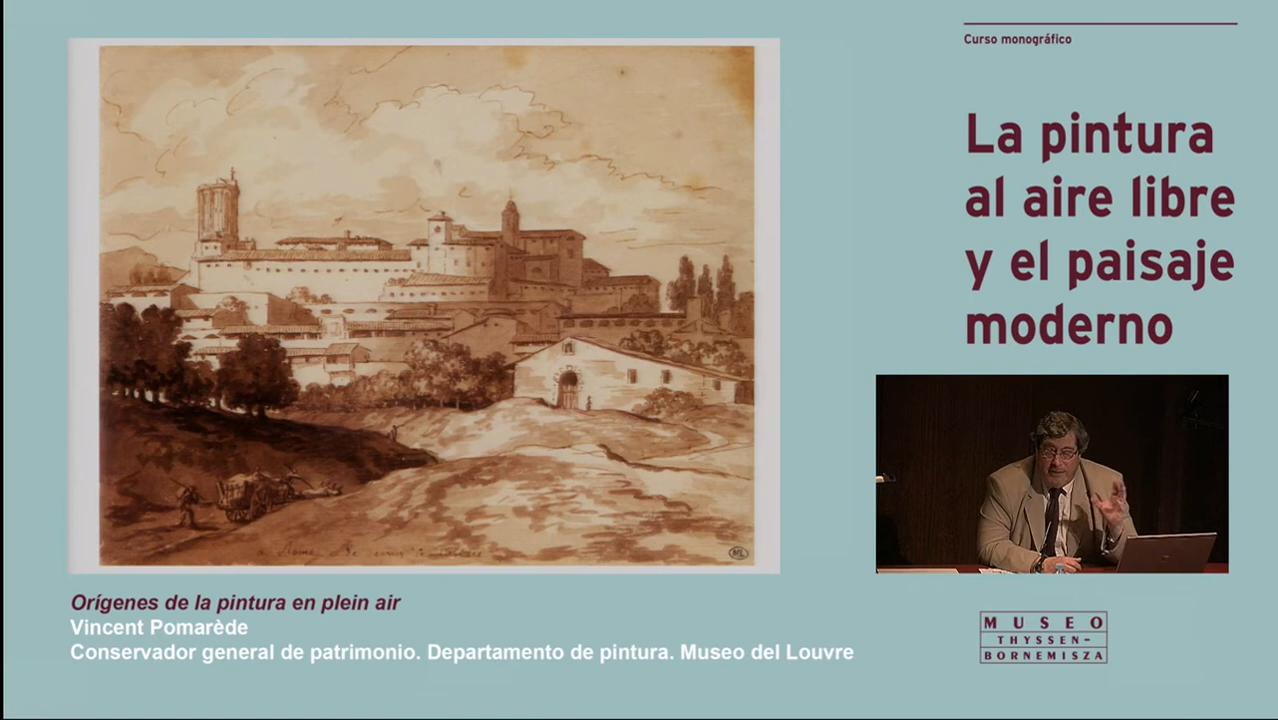 Curso monográfico
La pintura
al aire libre
y el paisaje
moderno
ML
Orígenes de la pintura en plein air
Vincent Pomarède
Conservador general de patrimonio. Departamento de pintura. Museo del Louvre
MUSEO
THYSSEN-
BORNEMISZA